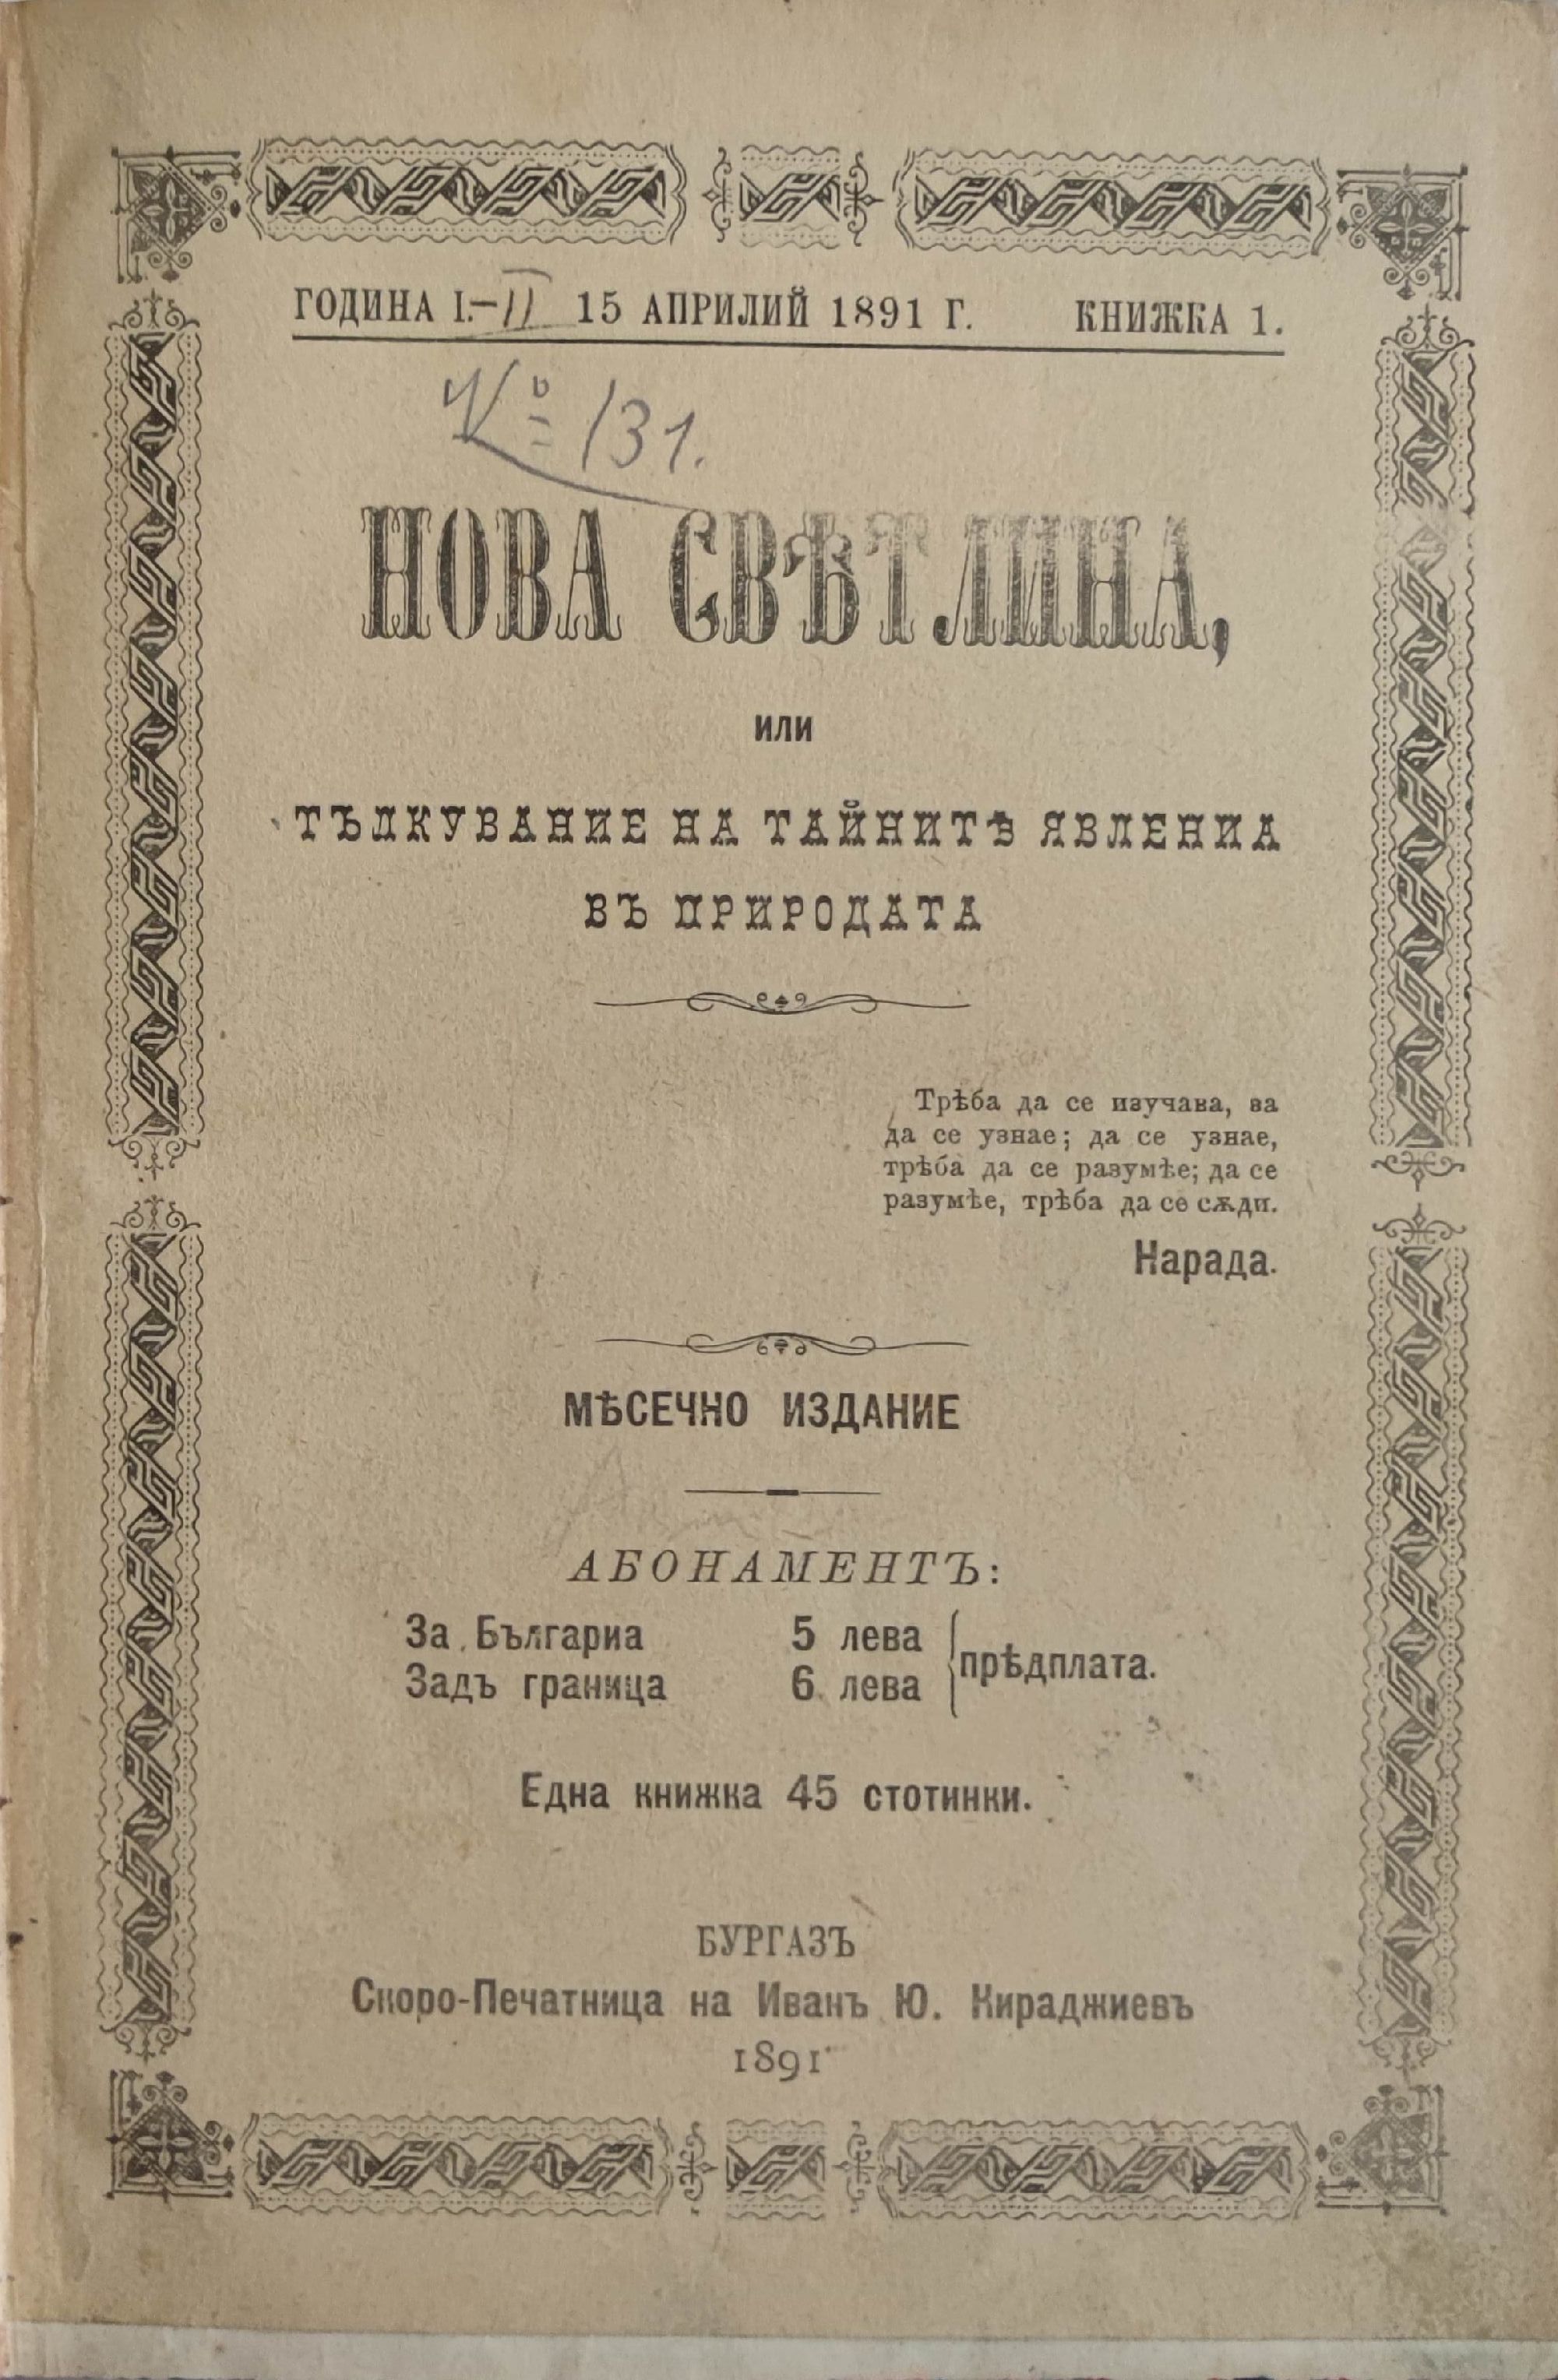 ГОДИНА I.–II 15 АПРИЛИЙ 1891 Г. КНИЖКА 1.
№ 131.
НОВА СВѢТЛИНА,
ИЛИ
ТЪЛКУВАНИЕ НА ТАЙНИТѢ ЯВЛЕНИА
ВЪ ПРИРОДАТА
Трѣба да се изучава, за
да се узнае; да се узнае,
трѣба да се разумѣе; да се
разумѣе, трѣба да се сѫди.
Нарада.
МѢСЕЧНО ИЗДАНИЕ
АБОНАМЕНТЪ:
За Българиа 5 лева
прѣдплата.
Задъ граница 6 лева
Една книжка 45 стотинки.
БУРГАЗЪ
Скоро-Печатница на Иванъ Ю. Кираджиевъ
1891